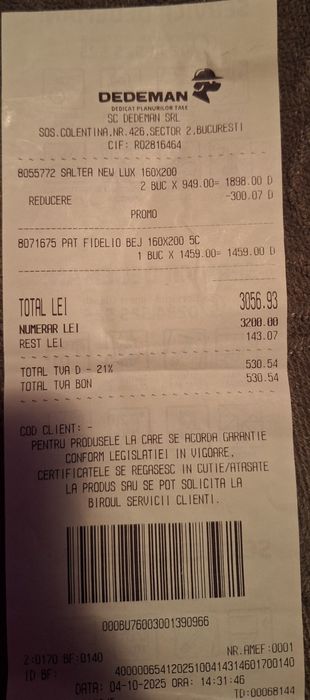 DEDEMAN
DEDICAT PLANURILOR TALE
SC DEDEMAN SRL
SOS.COLENTINA,NR.426,SECTOR 2,BUCURESTI
CIF: RO2816464
8055772 SALTEA NEW LUX 160X200
2 BUC X 949.00= 1898.00 D
REDUCERE -300.07 D
PROMO
8071675 PAT FIDELIO BEJ 160X200 5C
1 BUC X 1459.00= 1459.00 D
TOTAL LEI 3056.93
NUMERAR LEI 3200.00
REST LEI 143.07
TOTAL TVA D - 21% 530.54
TOTAL TVA BON 530.54
COD CLIENT: -
PENTRU PRODUSELE LA CARE SE ACORDA GARANTIE
CONFORM LEGISLATIEI IN VIGOARE,
CERTIFICATELE SE REGASESC IN CUTIE/ATASATE
LA PRODUS SAU SE POT SOLICITA LA
BIROUL SERVICII CLIENTI.
000BU76003001390966
Z:0170 BF:0140 NR.AMEF:0001
ID BF: 4000006541202510041431460170​0140
DATA: 04-10-2025 ORA: 14:31:46
TD:00068144